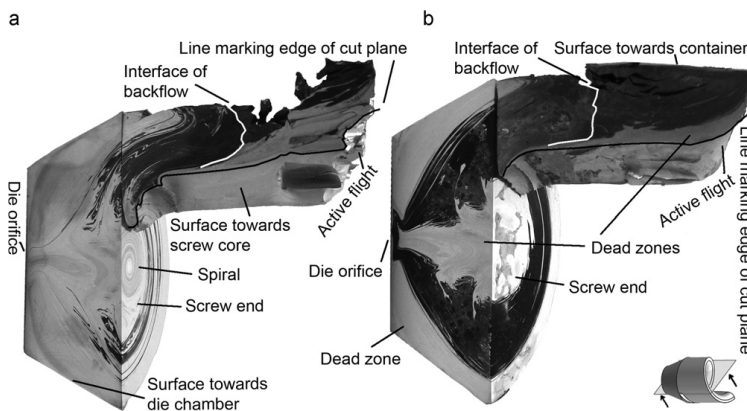 a
Line marking edge of cut plane
Interface of
backflow
Die orifice
Active flight
Surface towards
screw core
Spiral
Screw end
Surface towards
die chamber
b
Interface of
backflow
Surface towards container
Line marking edge of cut plane
Active flight
Dead zones
Die orifice
Screw end
Dead zone